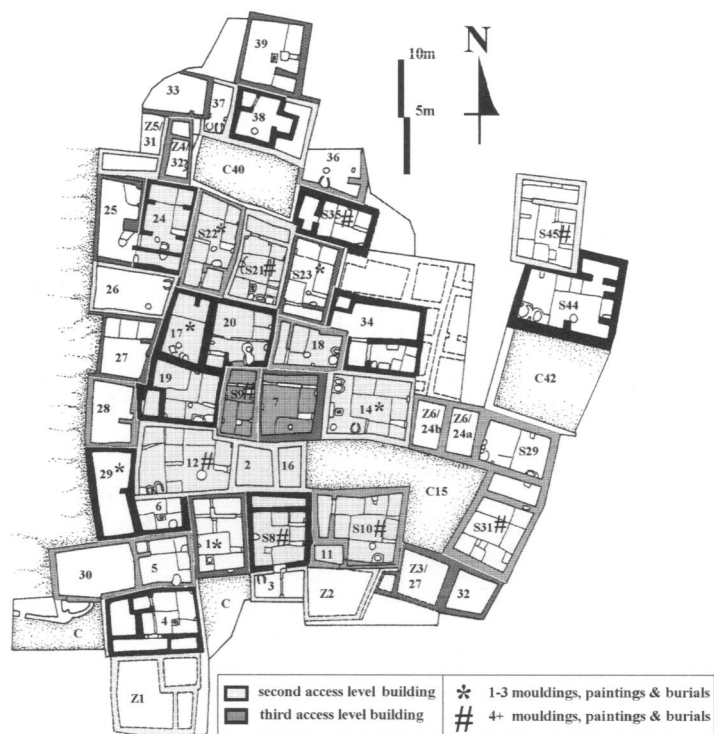 39
10m
N
33
37
38
5m
Z5/
31
Z4/
32
C40
36
25
24
S35#
S22*
S45#
S21#
S23*
S44
26
17*
20
34
18
27
19
C42
S9#
7
14*
28
Z6/
24b
Z6/
24a
S29
12#
2
16
29*
C15
6
S31#
1*
S8#
S10#
11
30
5
3
Z2
Z3/
27
32
C
C
4
Z1
second access level building
* 1-3 mouldings, paintings & burials
third access level building
# 4+ mouldings, paintings & burials